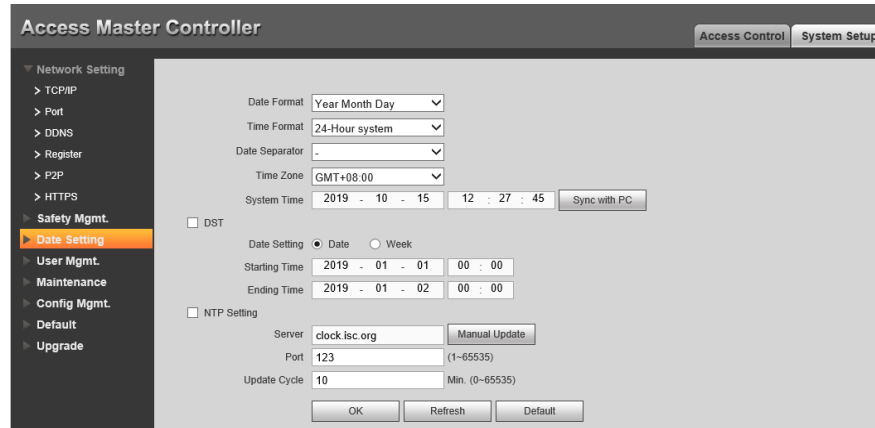 Access Master Controller
Access Control System Setup
Network Setting
> TCP/IP
> Port
> DDNS
> Register
> P2P
> HTTPS
Safety Mgmt.
Date Setting
User Mgmt.
Maintenance
Config Mgmt.
Default
Upgrade
Date Format Year Month Day
Time Format 24-Hour system
Date Separator -
Time Zone GMT+08:00
System Time 2019 - 10 - 15 12 : 27 : 45 Sync with PC
DST
Date Setting Date Week
Starting Time 2019 - 01 - 01 00 : 00
Ending Time 2019 - 01 - 02 00 : 00
NTP Setting
Server clock.isc.org Manual Update
Port 123 (1~65535)
Update Cycle 10 Min. (0~65535)
OK Refresh Default